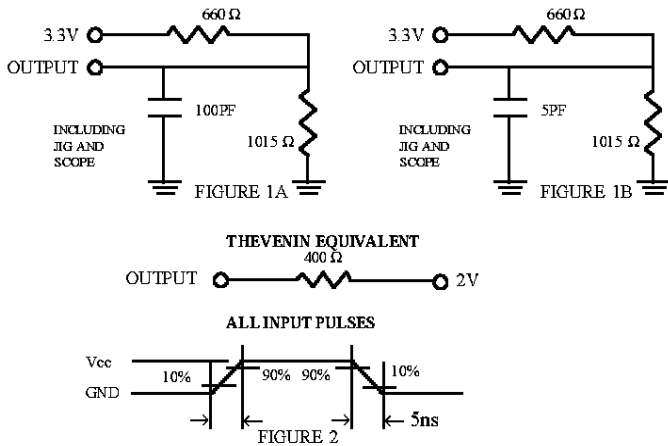 660 Ω
3.3V
OUTPUT
100PF
INCLUDING
JIG AND
SCOPE
1015 Ω
FIGURE 1A
660 Ω
3.3V
OUTPUT
5PF
INCLUDING
JIG AND
SCOPE
1015 Ω
FIGURE 1B
THEVENIN EQUIVALENT
400 Ω
OUTPUT
2V
ALL INPUT PULSES
Vcc
GND
10%
90%
90%
10%
5ns
FIGURE 2